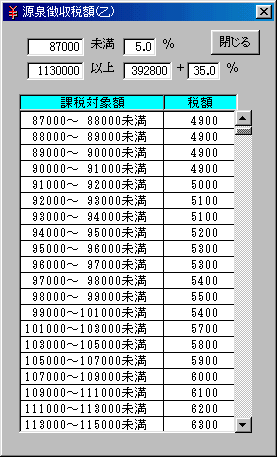 源泉徴収税額(乙)
87000 未満 5.0 % 閉じる
1130000 以上 392800 + 35.0 %
課税対象額 税額
87000～ 88000未満 4900
88000～ 89000未満 4900
89000～ 90000未満 4900
90000～ 91000未満 4900
91000～ 92000未満 5000
92000～ 93000未満 5100
93000～ 94000未満 5100
94000～ 95000未満 5200
95000～ 96000未満 5300
96000～ 97000未満 5300
97000～ 98000未満 5400
98000～ 99000未満 5500
99000～101000未満 5400
101000～103000未満 5700
103000～105000未満 5800
105000～107000未満 5900
107000～109000未満 6000
109000～111000未満 6100
111000～113000未満 6200
113000～115000未満 6300